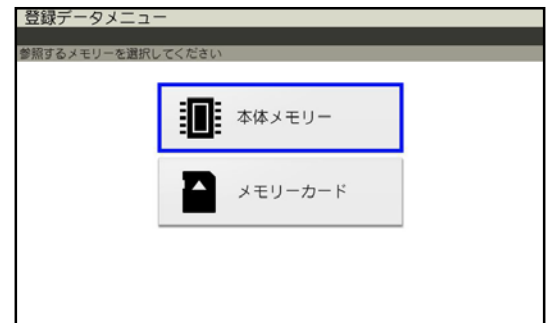 登録データメニュー
参照するメモリーを選択してください
本体メモリー
メモリーカード